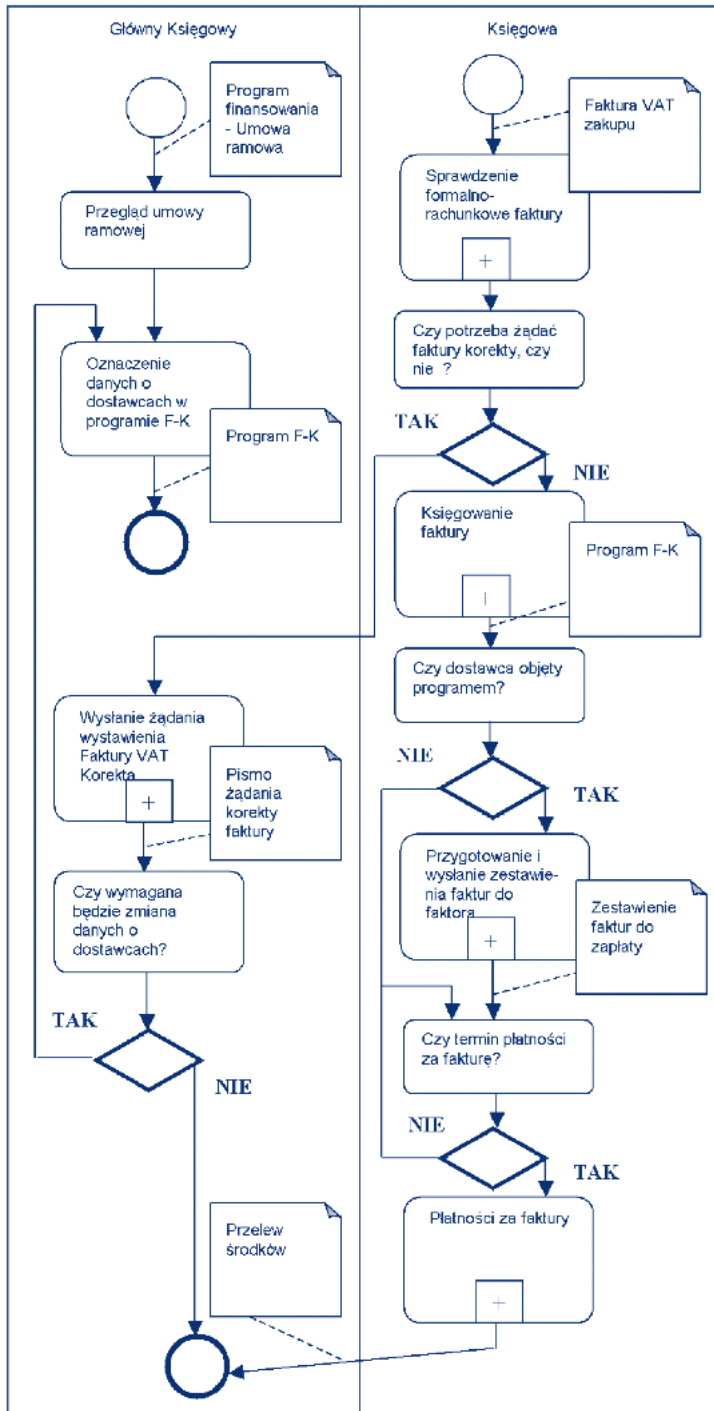 Główny Księgowy
Księgowa
Program
finansowania
- Umowa
ramowa
Przegląd umowy
ramowej
Oznaczenie
danych o
dostawcach w
programie F-K
Program F-K
Wysłanie żądania
wystawienia
Faktury VAT
Korekta
Pismo
żądania
korekty
faktury
Czy wymagana
będzie zmiana
danych o
dostawcach?
TAK
NIE
Przelew
środków
Faktura VAT
zakupu
Sprawdzenie
formalno-
rachunkowe faktury
Czy potrzeba żądać
faktury korekty, czy
nie ?
TAK
NIE
Księgowanie
faktury
Program F-K
Czy dostawca objęty
programem?
NIE
TAK
Przygotowanie i
wysłanie zestawie-
nia faktur do
faktora
Zestawienie
faktur do
zapłaty
Czy termin płatności
za fakturę?
NIE
TAK
Płatności za faktury